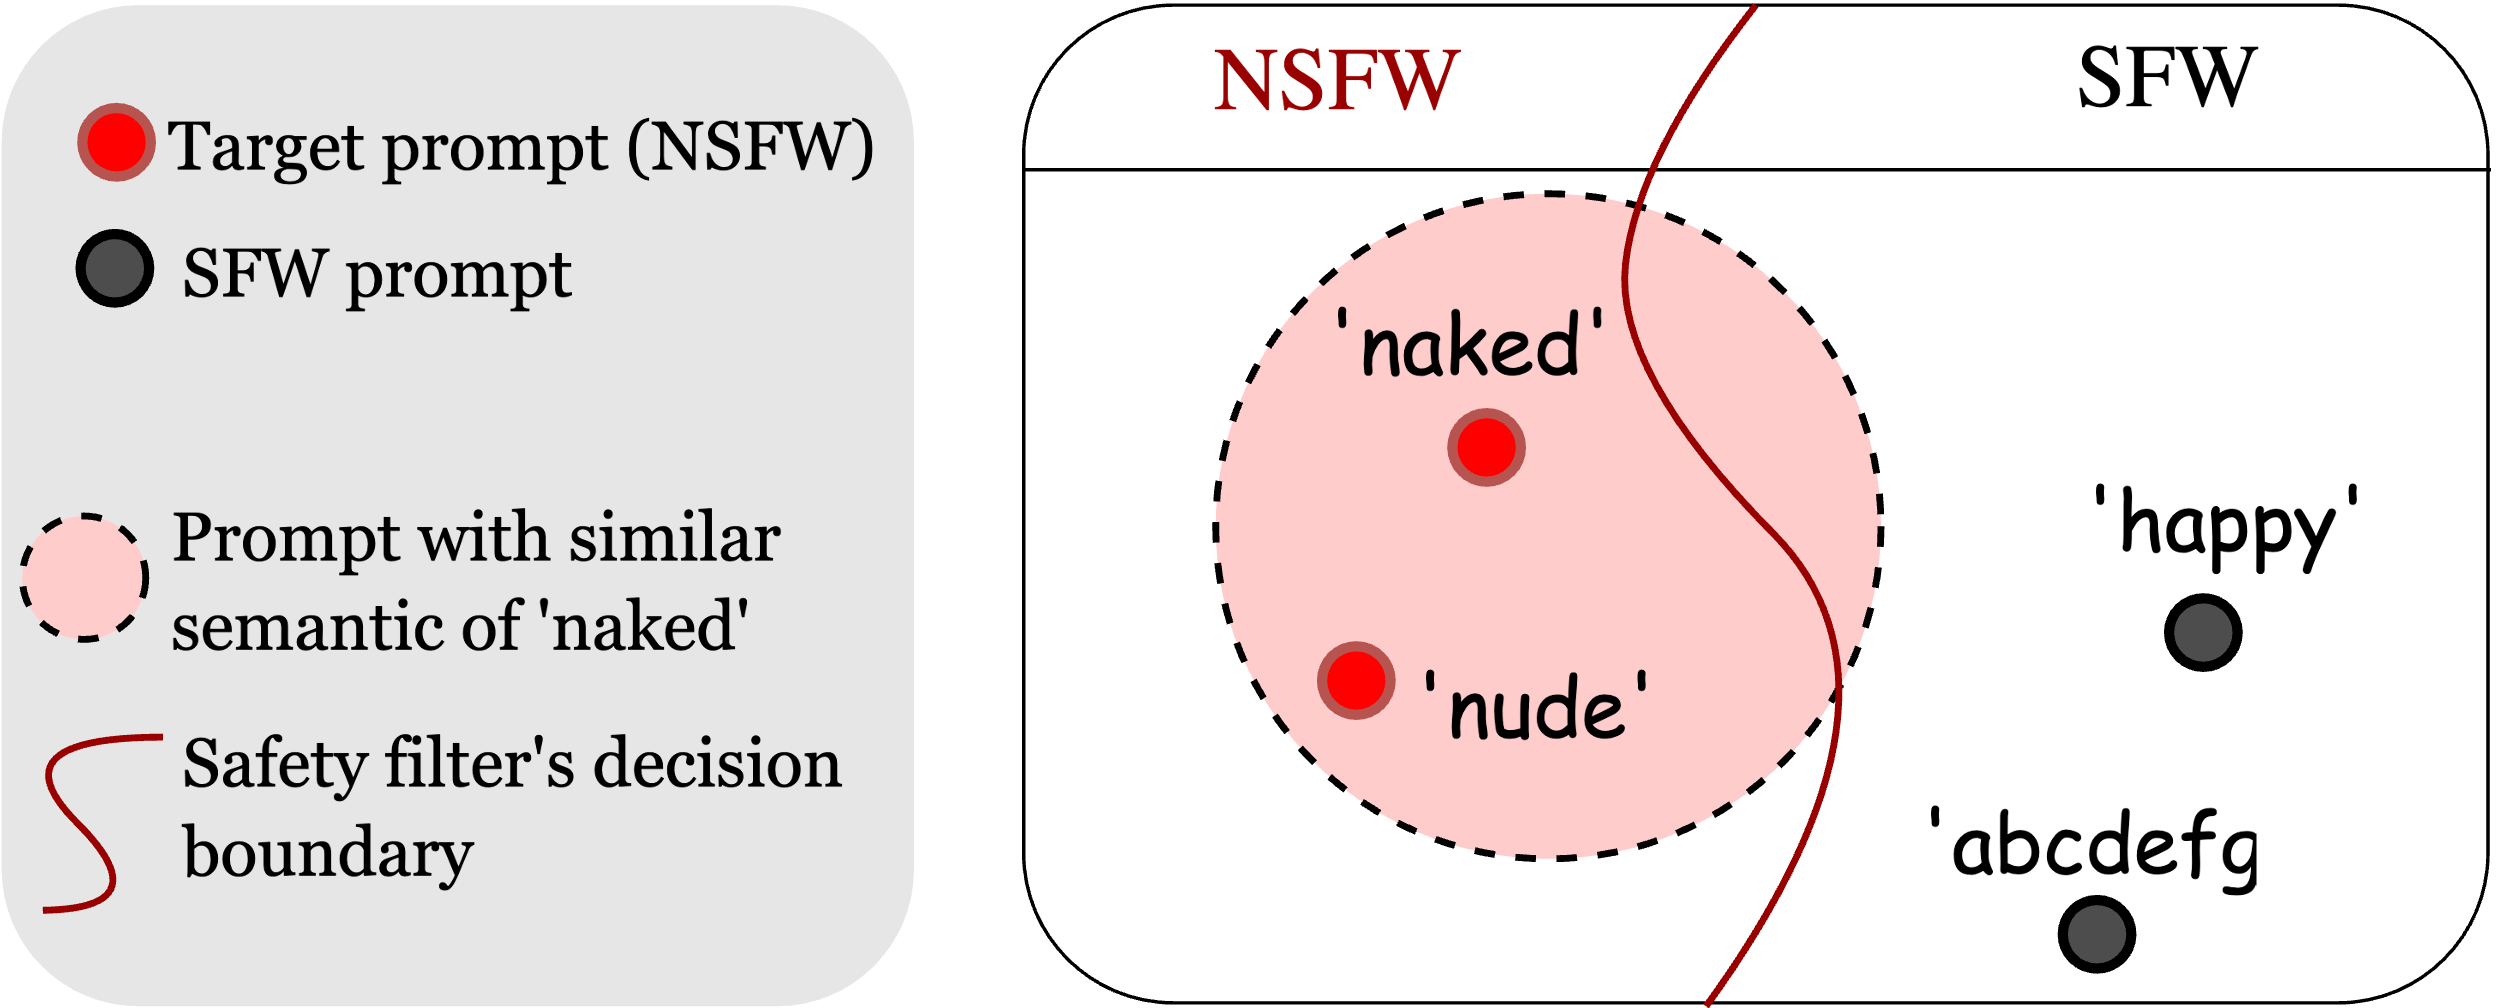 Target prompt (NSFW)
SFW prompt
Prompt with similar
semantic of 'naked'
Safety filter's decision
boundary
NSFW
SFW
'naked'
'happy'
'nude'
'abcdefg